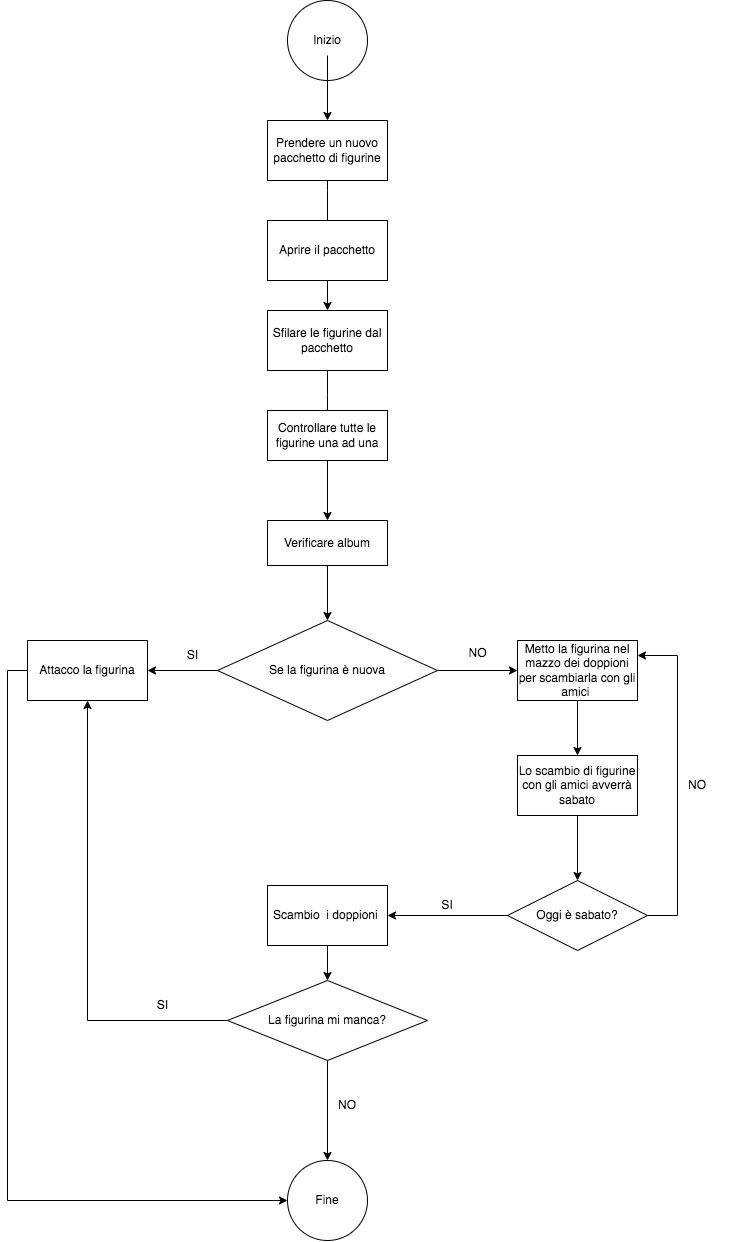 Inizio
Prendere un nuovo
pacchetto di figurine
Aprire il pacchetto
Sfilare le figurine dal
pacchetto
Controllare tutte le
figurine una ad una
Verificare album
Attacco la figurina
SI
Se la figurina è nuova
NO
Metto la figurina nel
mazzo dei doppioni
per scambiarla con gli
amici
Lo scambio di figurine
con gli amici avverrà
sabato
NO
Oggi è sabato?
SI
Scambio i doppioni
La figurina mi manca?
SI
NO
Fine